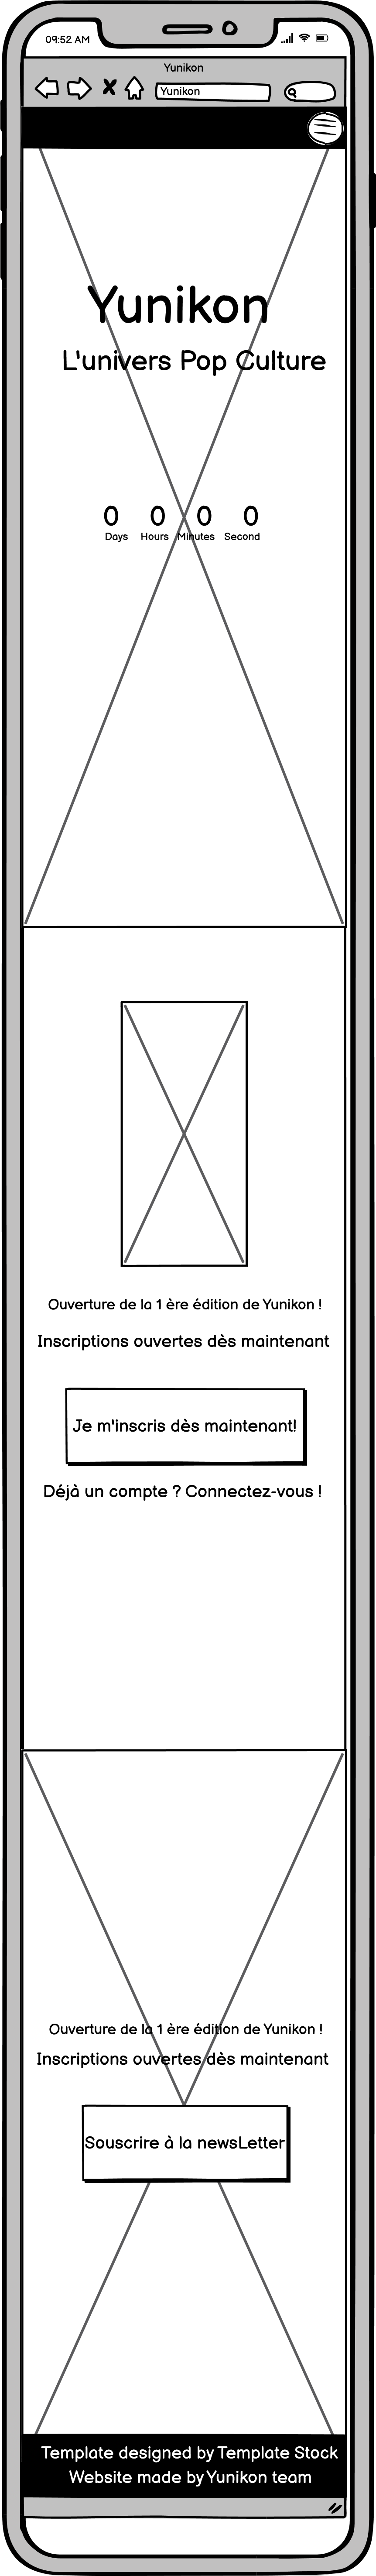 09:52 AM
Yunikon
Yunikon
Yunikon
L'univers Pop Culture
0 0 0 0
Days Hours Minutes Second
Ouverture de la 1 ère édition de Yunikon !
Inscriptions ouvertes dès maintenant
Je m'inscris dès maintenant!
Déjà un compte ? Connectez-vous !
Ouverture de la 1 ère édition de Yunikon !
Inscriptions ouvertes dès maintenant
Souscrire à la newsLetter
Template designed by Template Stock
Website made by Yunikon team